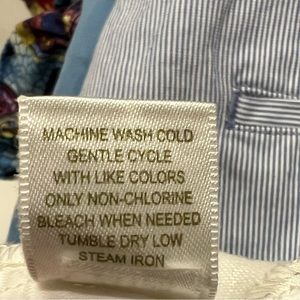 MACHINE WASH COLD
GENTLE CYCLE
WITH LIKE COLORS
ONLY NON-CHLORINE
BLEACH WHEN NEEDED
TUMBLE DRY LOW
STEAM IRON